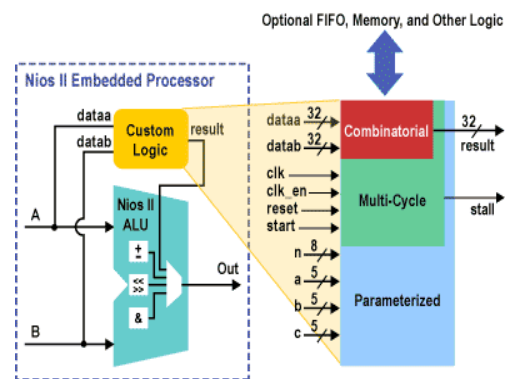 Optional FIFO, Memory, and Other Logic
Nios II Embedded Processor
dataa
datab
Custom
Logic
result
A
Nios II
ALU
+
−
<<
>>
&
Out
B
dataa
32
datab
32
Combinatorial
32
result
clk
clk_en
reset
start
Multi-Cycle
stall
n
8
a
5
b
5
c
5
Parameterized